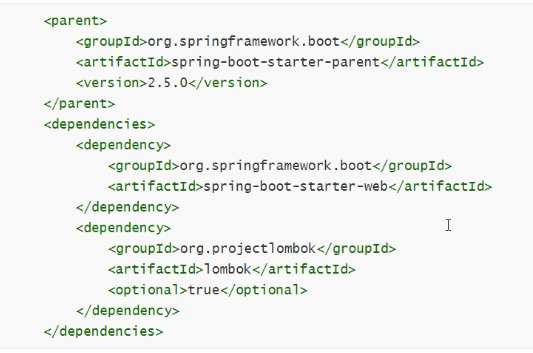 <parent>
<groupId>org.springframework.boot</groupId>
<artifactId>spring-boot-starter-parent</artifactId>
<version>2.5.0</version>
</parent>
<dependencies>
<dependency>
<groupId>org.springframework.boot</groupId>
<artifactId>spring-boot-starter-web</artifactId>
</dependency>
<dependency>
<groupId>org.projectlombok</groupId>
<artifactId>lombok</artifactId>
<optional>true</optional>
</dependency>
</dependencies>